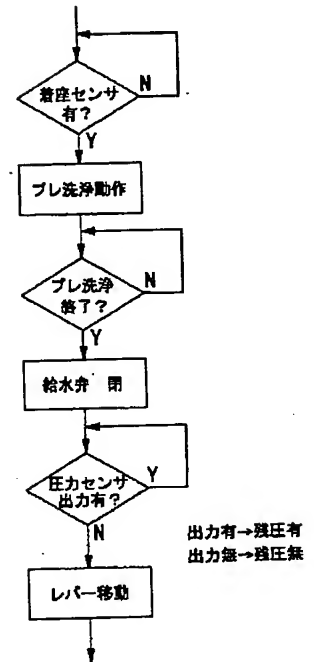 着座センサ
有?
N
Y
プレ洗浄動作
プレ洗浄
終了?
N
Y
給水弁 閉
圧力センサ
出力有?
Y
N
出力有→残圧有
出力無→残圧無
レバー移動